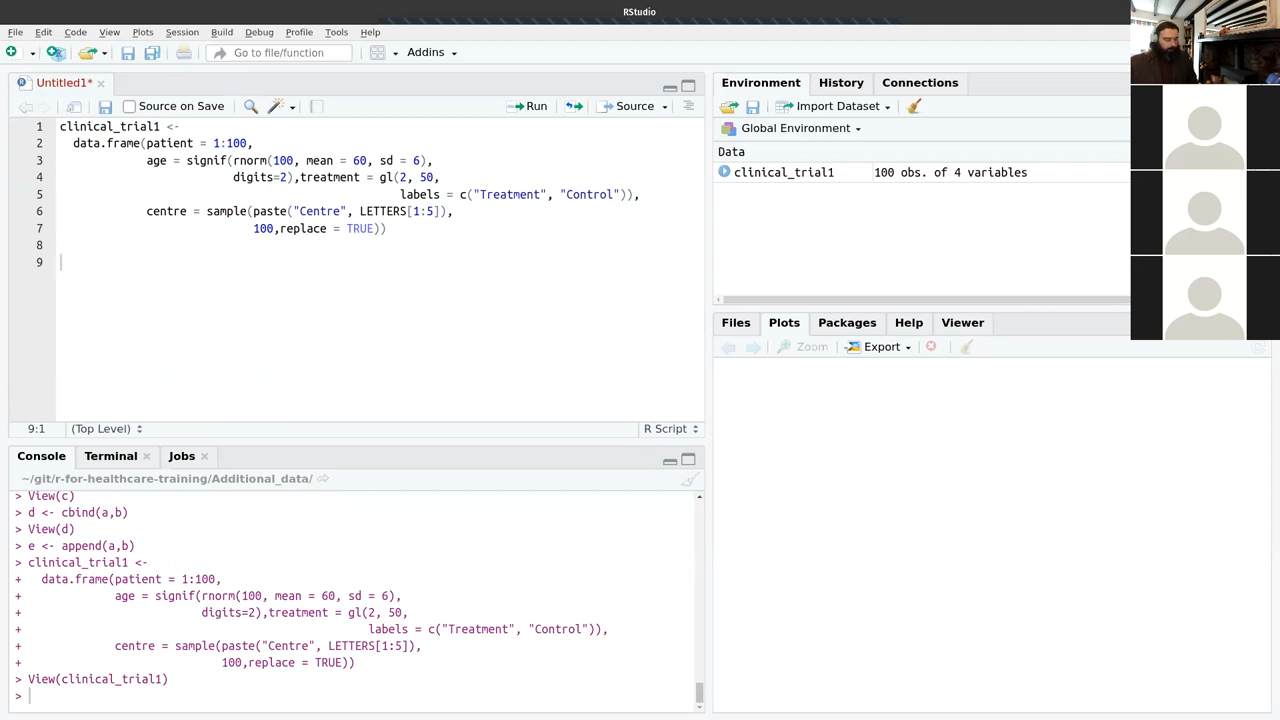 RStudio
File Edit Code View Plots Session Build Debug Profile Tools Help
Go to file/function Addins
Untitled1*
Source on Save Run Source
1 clinical_trial1 <-
2 data.frame(patient = 1:100,
3 age = signif(rnorm(100, mean = 60, sd = 6),
4 digits=2),treatment = gl(2, 50,
5 labels = c("Treatment", "Control")),
6 centre = sample(paste("Centre", LETTERS[1:5]),
7 100,replace = TRUE))
8
9
9:1 (Top Level) R Script
Console Terminal Jobs
~/git/r-for-healthcare-training/Additional_data/
> View(c)
> d <- cbind(a,b)
> View(d)
> e <- append(a,b)
> clinical_trial1 <-
+ data.frame(patient = 1:100,
+ age = signif(rnorm(100, mean = 60, sd = 6),
+ digits=2),treatment = gl(2, 50,
+ labels = c("Treatment", "Control")),
+ centre = sample(paste("Centre", LETTERS[1:5]),
+ 100,replace = TRUE))
> View(clinical_trial1)
>
Environment History Connections
Import Dataset
Global Environment
Data
clinical_trial1 100 obs. of 4 variables
Files Plots Packages Help Viewer
Zoom Export